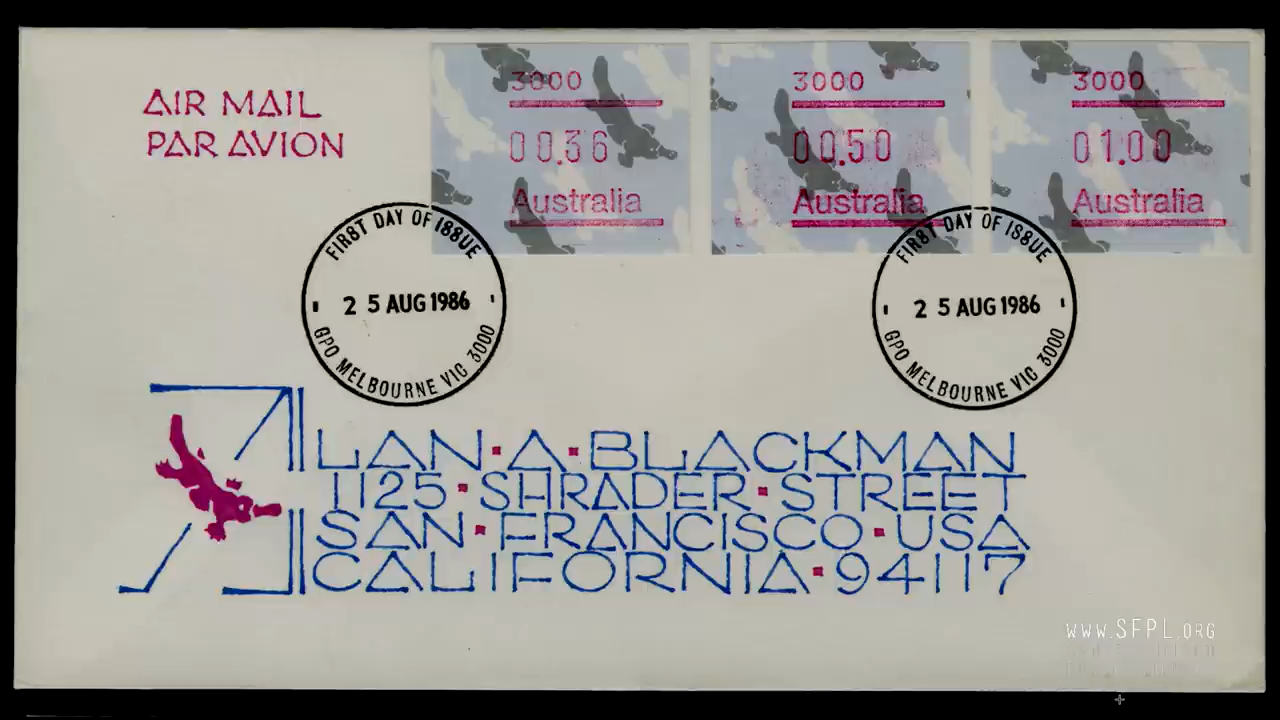 AIR MAIL
PAR AVION
3000
00.36
Australia
3000
00.50
Australia
3000
01.00
Australia
FIRST DAY OF ISSUE
2 5 AUG 1986
GPO MELBOURNE VIC 3000
FIRST DAY OF ISSUE
2 5 AUG 1986
GPO MELBOURNE VIC 3000
ALAN·A·BLACKMAN
1125·SHRADER·STREET
SAN·FRANCISCO·USA
CALIFORNIA·94117
WWW.SFPL.ORG